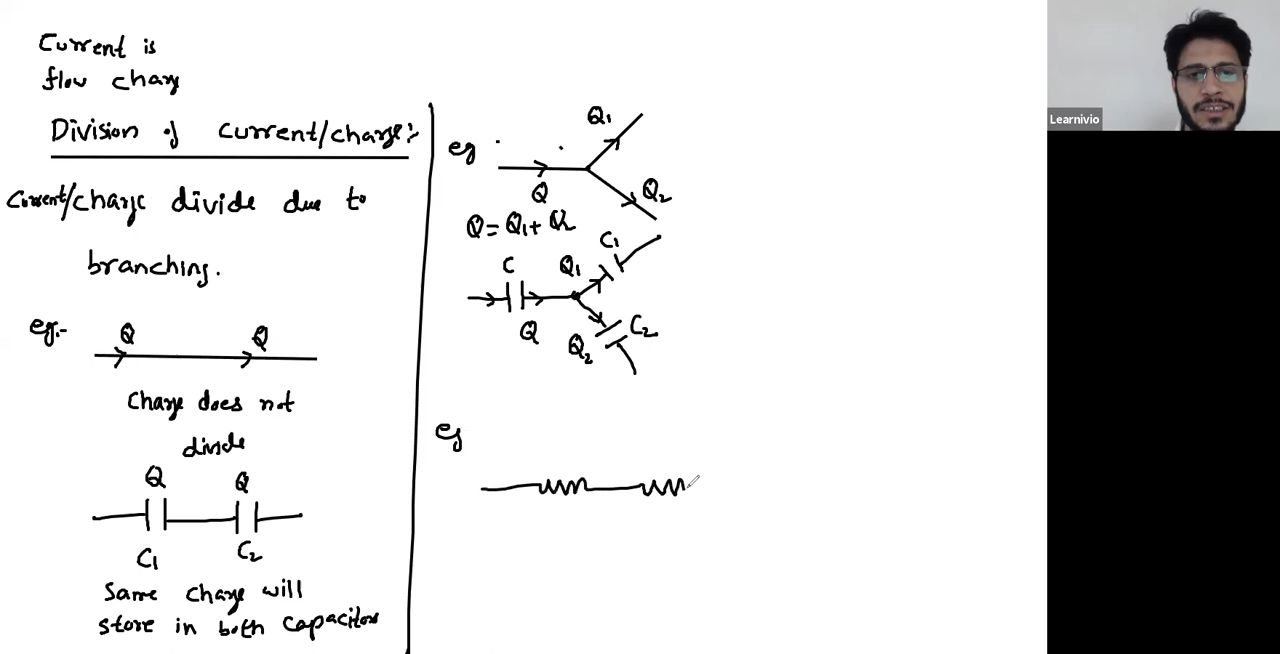 Current is
flow charge
Division of current/charge:-
Current/charge divide due to
branching.
eg:-
Q Q
Charge does not
divide
Q Q
C1 C2
Same charge will
store in both capacitors
eg
Q1
Q
Q2
Q = Q1 + Q2
C1
C Q1
Q
Q2 C2
eg
Learnivio